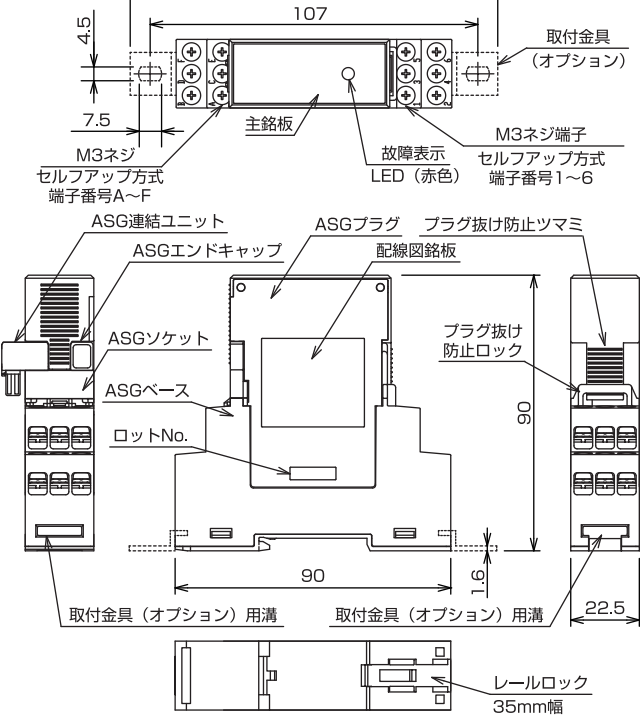 107
4.5
7.5
取付金具
(オプション)
主銘板
M3ネジ
セルフアップ方式
端子番号A~F
故障表示
LED（赤色）
M3ネジ端子
セルフアップ方式
端子番号1~6
ASG連結ユニット
ASGエンドキャップ
ASGプラグ
配線図銘板
プラグ抜け防止ツマミ
ASGソケット
プラグ抜け
防止ロック
ASGベース
ロットNo.
90
90
1.6
22.5
取付金具（オプション）用溝
取付金具（オプション）用溝
レールロック
35mm幅